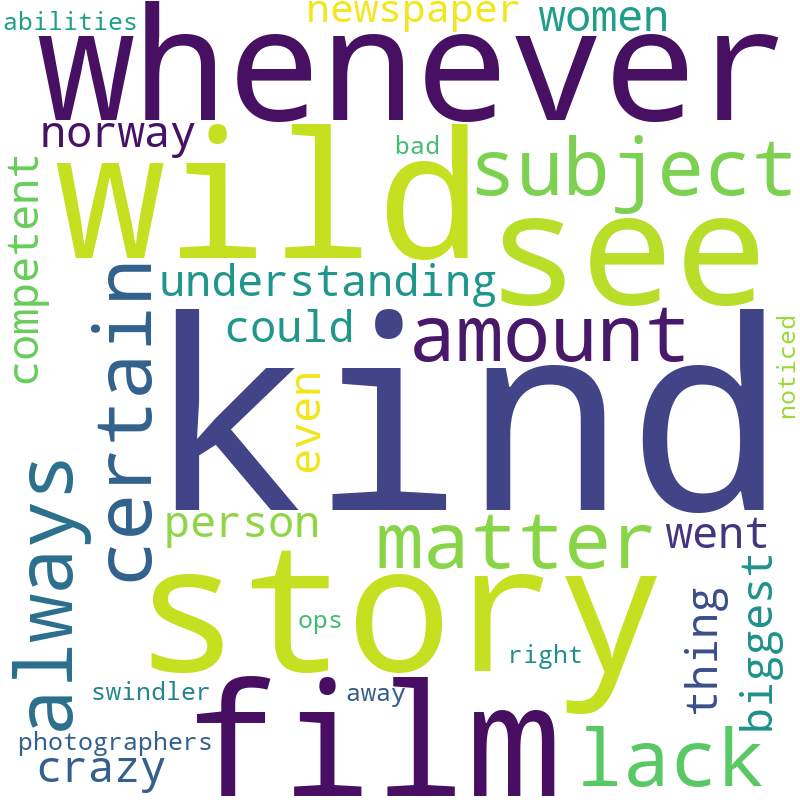 abilities
newspaper
women
whenever
norway
wild
bad
subject
competent
see
understanding
certain
could
amount
kind
noticed
even
always
person
matter
went
story
biggest
thing
ops
right
swindler
away
film
photographers
crazy
lack